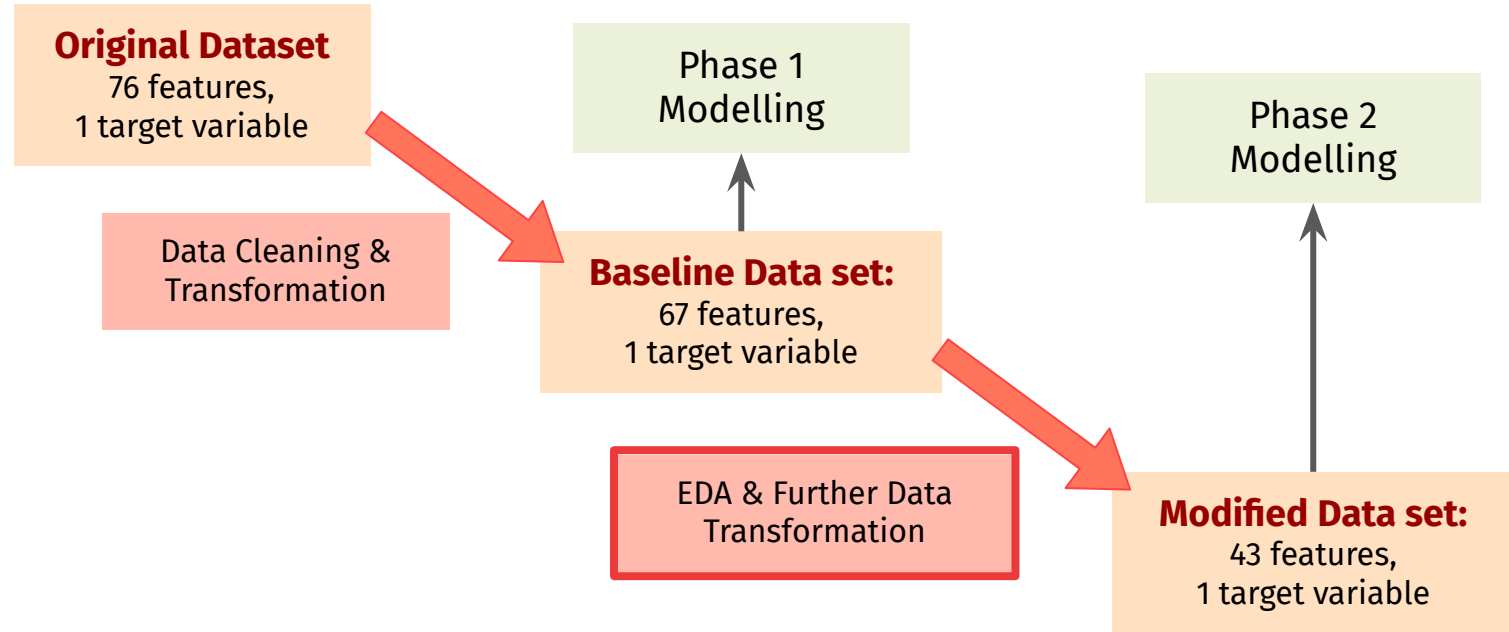 Original Dataset
76 features,
1 target variable
Phase 1
Modelling
Phase 2
Modelling
Data Cleaning &
Transformation
Baseline Data set:
67 features,
1 target variable
EDA & Further Data
Transformation
Modified Data set:
43 features,
1 target variable